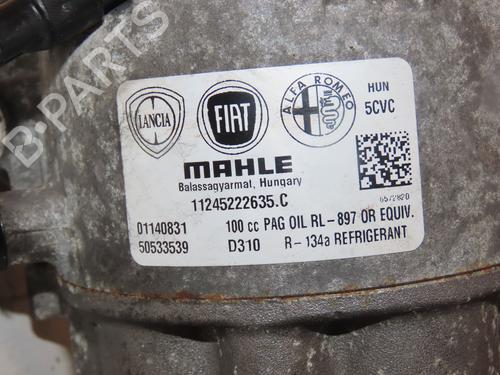 LANCIA
FIAT
ALFA ROMEO
HUN
5CVC
MAHLE
Balassagyarmat, Hungary
11245222635.C
6572820
01140831
100 cc PAG OIL RL-897 OR EQUIV.
50533539
D310
R-134a REFRIGERANT
B-PARTS